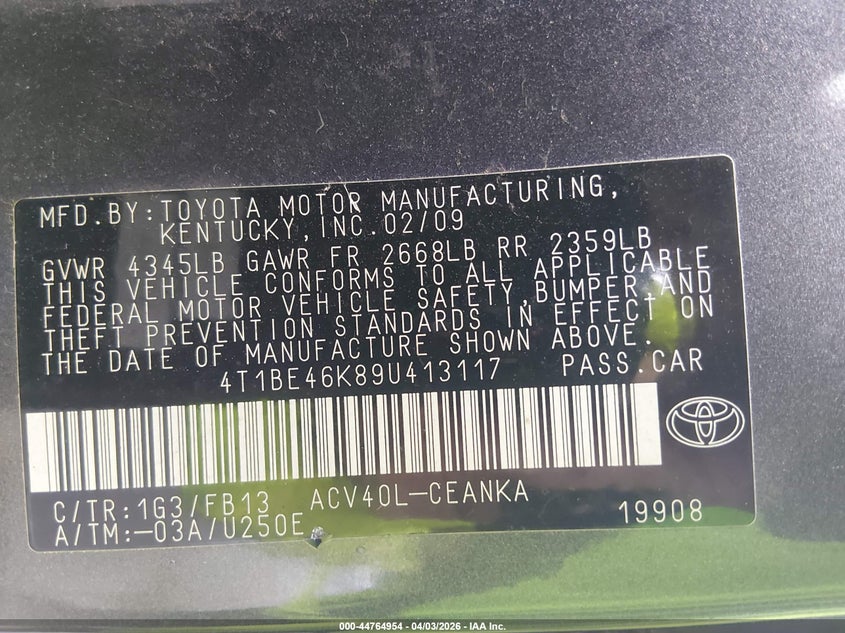 MFD.BY:TOYOTA MOTOR MANUFACTURING,
KENTUCKY,INC.02/09
GVWR 4345LB GAWR FR 2668LB RR 2359LB
THIS VEHICLE CONFORMS TO ALL APPLICABLE
FEDERAL MOTOR VEHICLE SAFETY,BUMPER AND
THEFT PREVENTION STANDARDS IN EFFECT ON
THE DATE OF MANUFACTURE SHOWN ABOVE.
4T1BE46K89U413117 PASS.CAR
C/TR:1G3/FB13 ACV40L-CEANKA
A/TM:-03A/U250E 19908
000-44764954 - 04/03/2026 - IAA Inc.